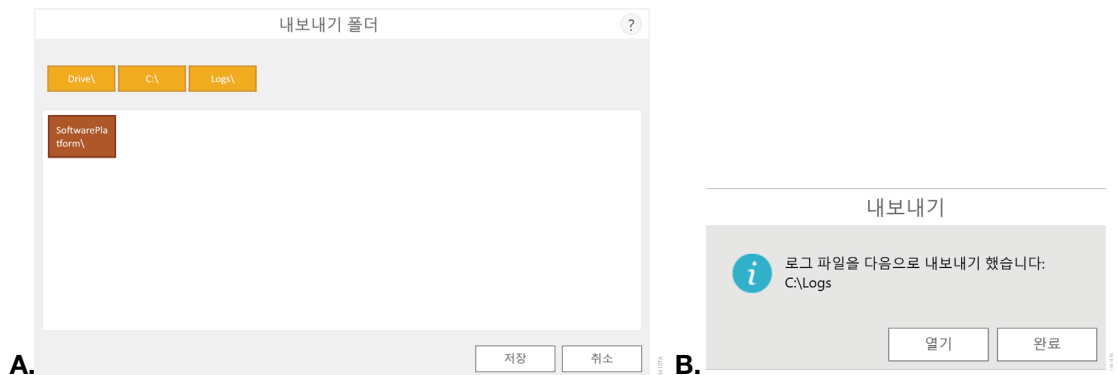 내보내기 폴더
?
Drive\ C:\ Logs\
SoftwarePla
tform\
저장 취소
A.
내보내기
i
로그 파일을 다음으로 내보내기 했습니다:
C:\Logs
열기 완료
B.